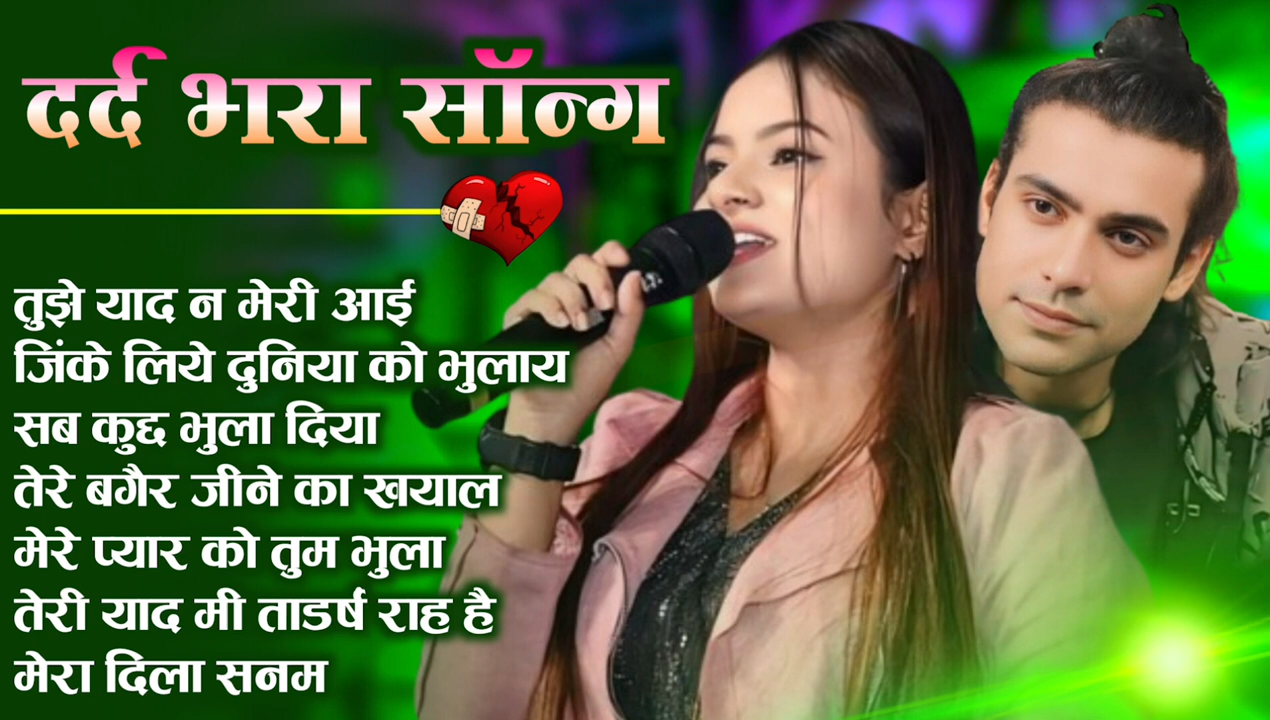 दर्द भरा सॉन्ग
तुझे याद न मेरी आई
जिंके लिये दुनिया को भुलाय
सब कुद्द भुला दिया
तेरे बगैर जीने का खयाल
मेरे प्यार को तुम भुला
तेरी याद मी ताडर्ष राह है
मेरा दिला सनम